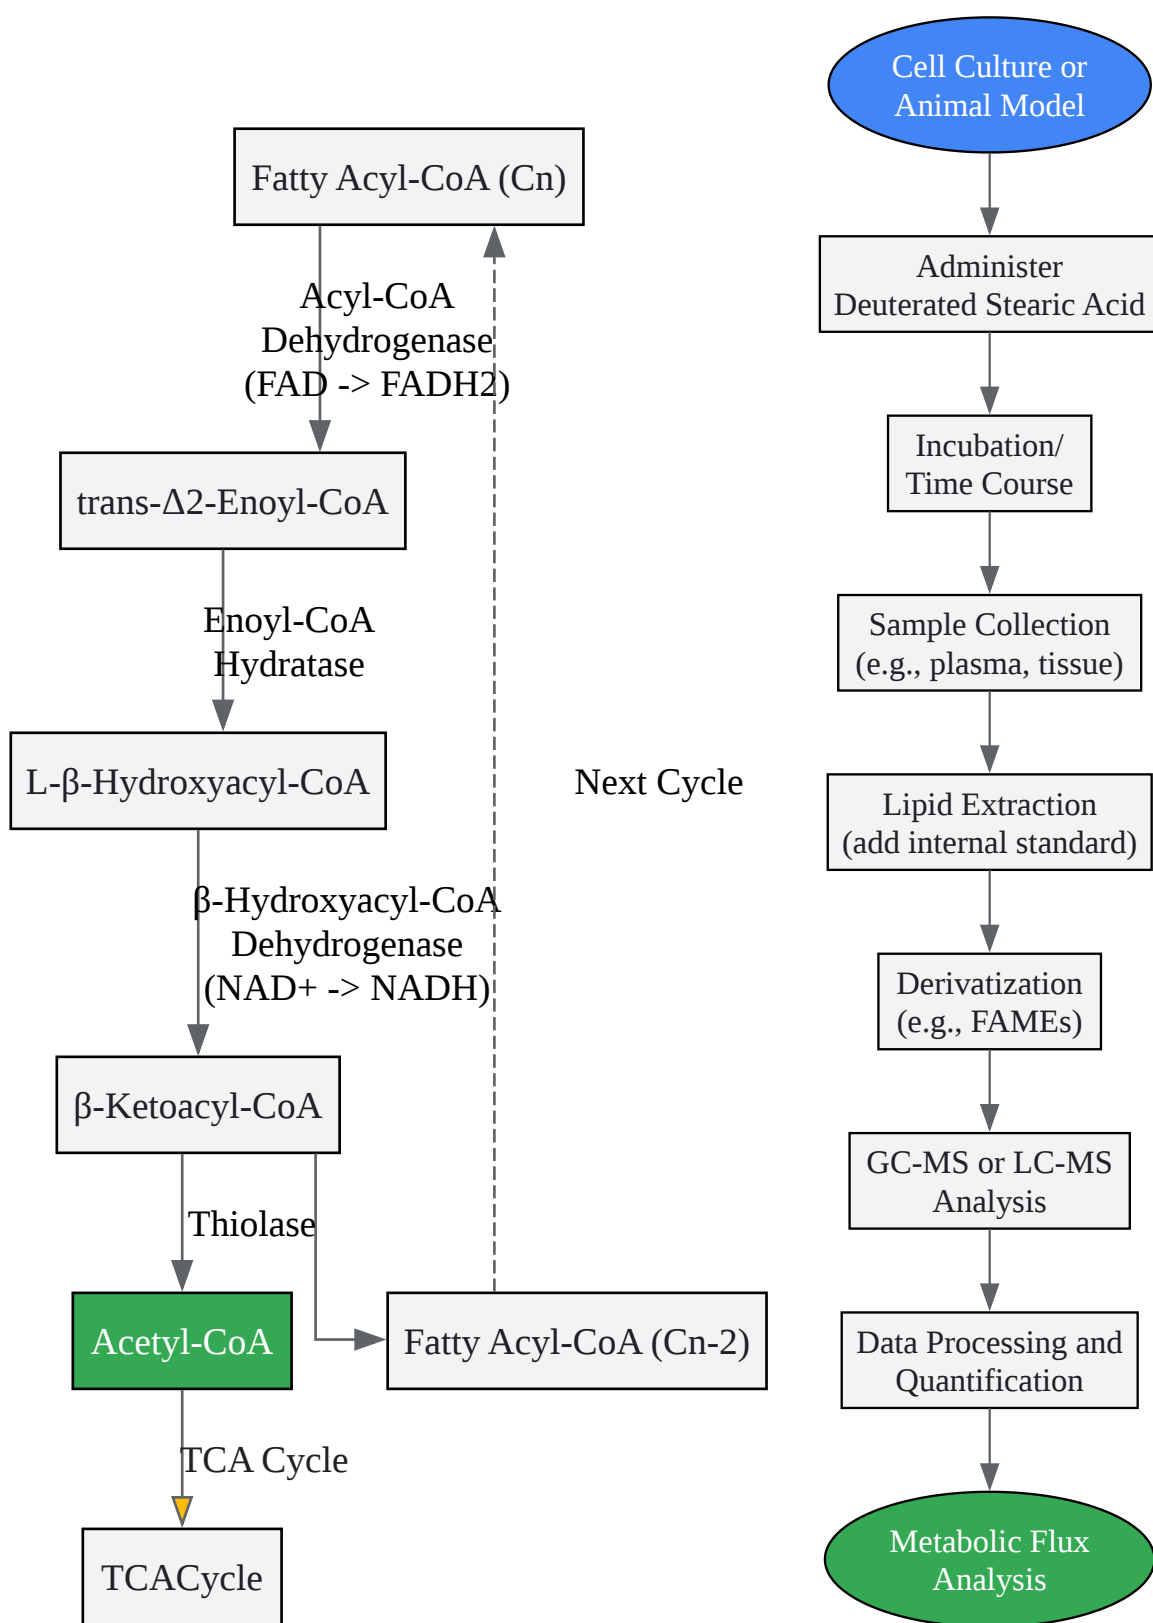 Fatty Acyl-CoA (Cn)
Acyl-CoA
Dehydrogenase
(FAD -> FADH2)
trans-Δ2-Enoyl-CoA
Enoyl-CoA
Hydratase
L-β-Hydroxyacyl-CoA
Next Cycle
β-Hydroxyacyl-CoA
Dehydrogenase
(NAD+ -> NADH)
β-Ketoacyl-CoA
Thiolase
Acetyl-CoA
Fatty Acyl-CoA (Cn-2)
TCA Cycle
TCACycle
Cell Culture or
Animal Model
Administer
Deuterated Stearic Acid
Incubation/
Time Course
Sample Collection
(e.g., plasma, tissue)
Lipid Extraction
(add internal standard)
Derivatization
(e.g., FAMEs)
GC-MS or LC-MS
Analysis
Data Processing and
Quantification
Metabolic Flux
Analysis